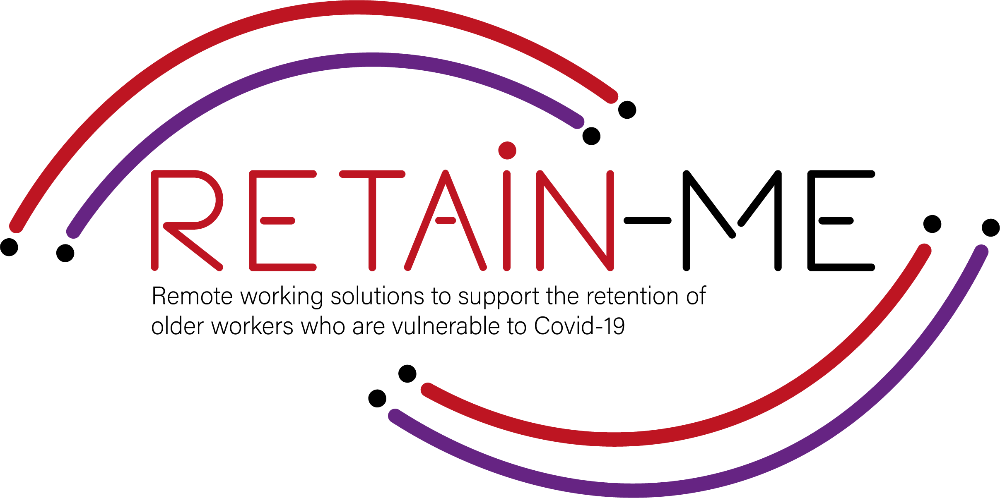 RETAIN-ME
Remote working solutions to support the retention of
older workers who are vulnerable to Covid-19